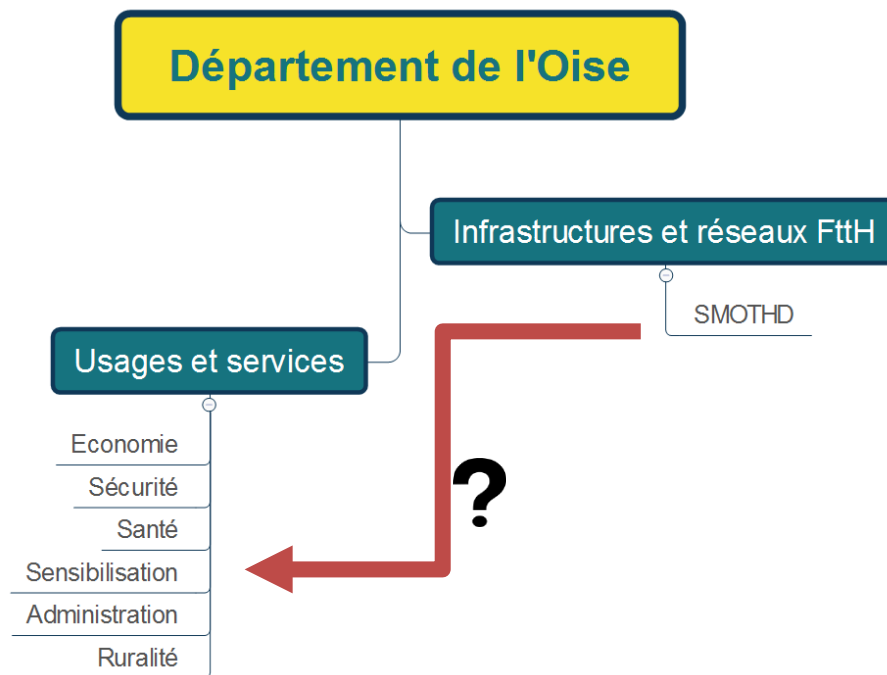 Département de l'Oise
Infrastructures et réseaux FttH
SMOTHD
Usages et services
Economie
Sécurité
Santé
Sensibilisation
Administration
Ruralité
?